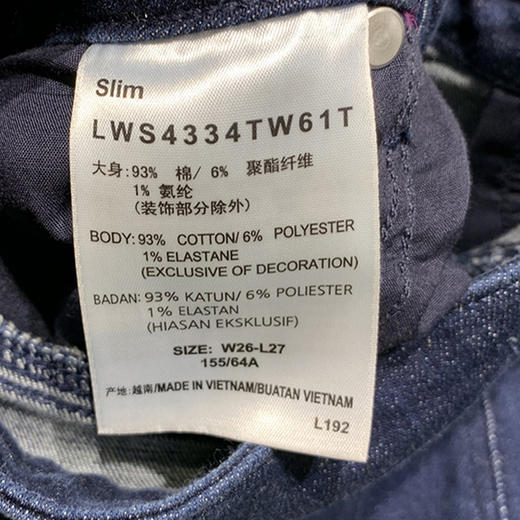 Slim
LWS4334TW61T
大身: 93% 棉/ 6% 聚酯纤维
1% 氨纶
(装饰部分除外)
BODY: 93% COTTON/ 6% POLYESTER
1% ELASTANE
(EXCLUSIVE OF DECORATION)
BADAN: 93% KATUN/ 6% POLIESTER
1% ELASTAN
(HIASAN EKSKLUSIF)
SIZE: W26-L27
155/64A
产地: 越南/MADE IN VIETNAM/BUATAN VIETNAM
L192